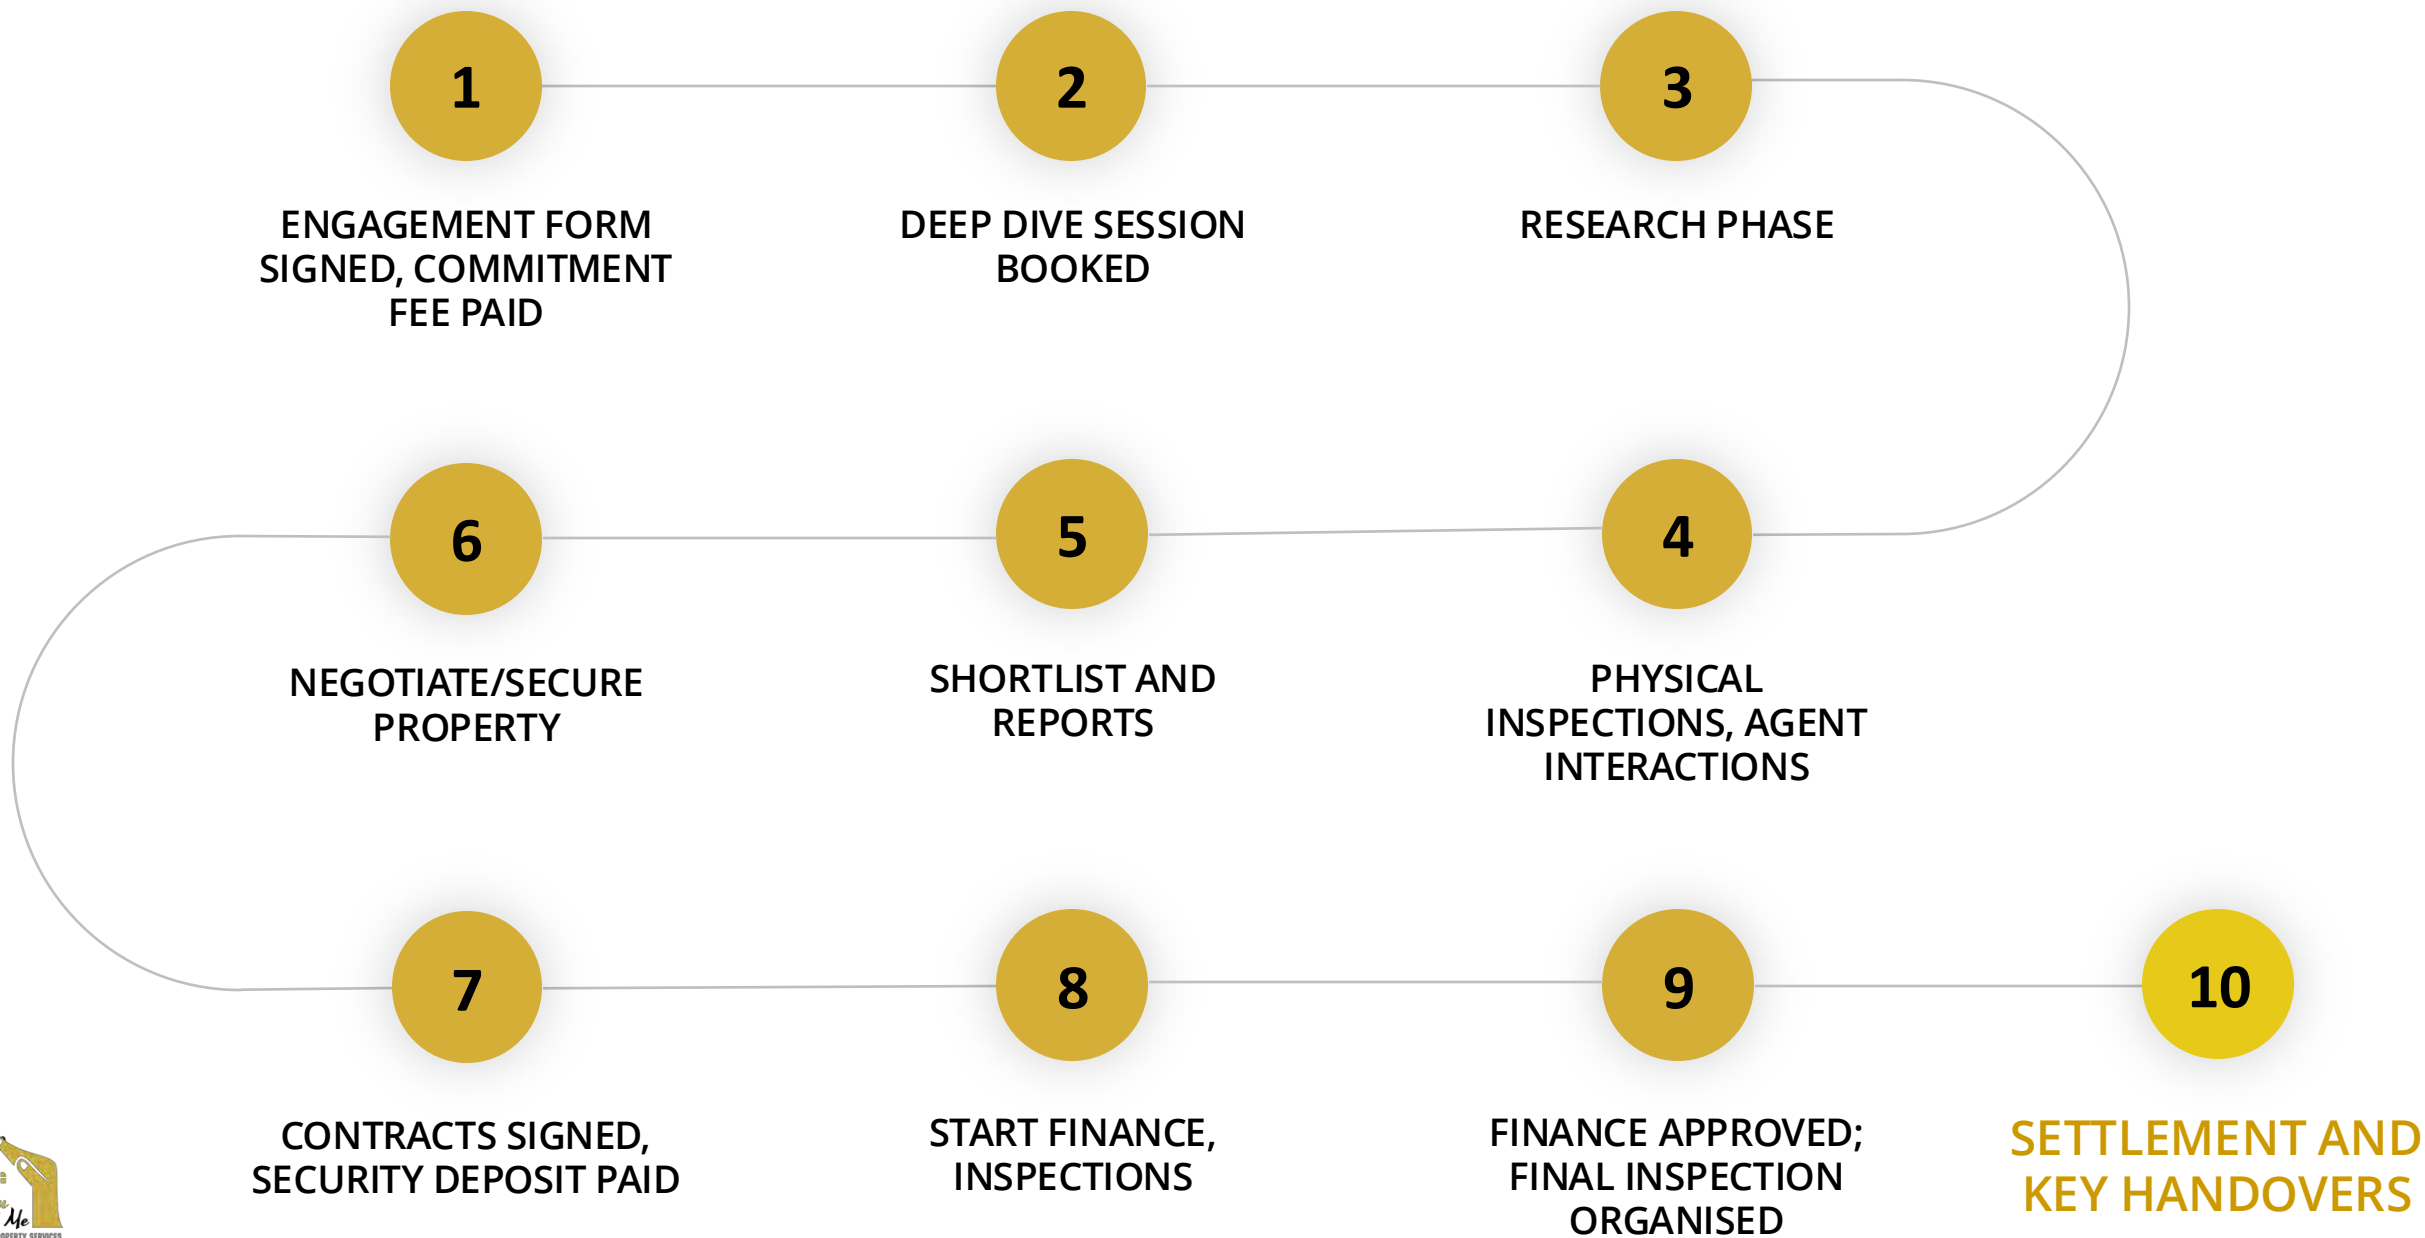 1
2
3
ENGAGEMENT FORM
SIGNED, COMMITMENT
FEE PAID
DEEP DIVE SESSION
BOOKED
RESEARCH PHASE
6
5
4
NEGOTIATE/SECURE
PROPERTY
SHORTLIST AND
REPORTS
PHYSICAL
INSPECTIONS, AGENT
INTERACTIONS
7
8
9
10
CONTRACTS SIGNED,
SECURITY DEPOSIT PAID
START FINANCE,
INSPECTIONS
FINANCE APPROVED;
FINAL INSPECTION
ORGANISED
SETTLEMENT AND
KEY HANDOVERS
Me
SERVICES